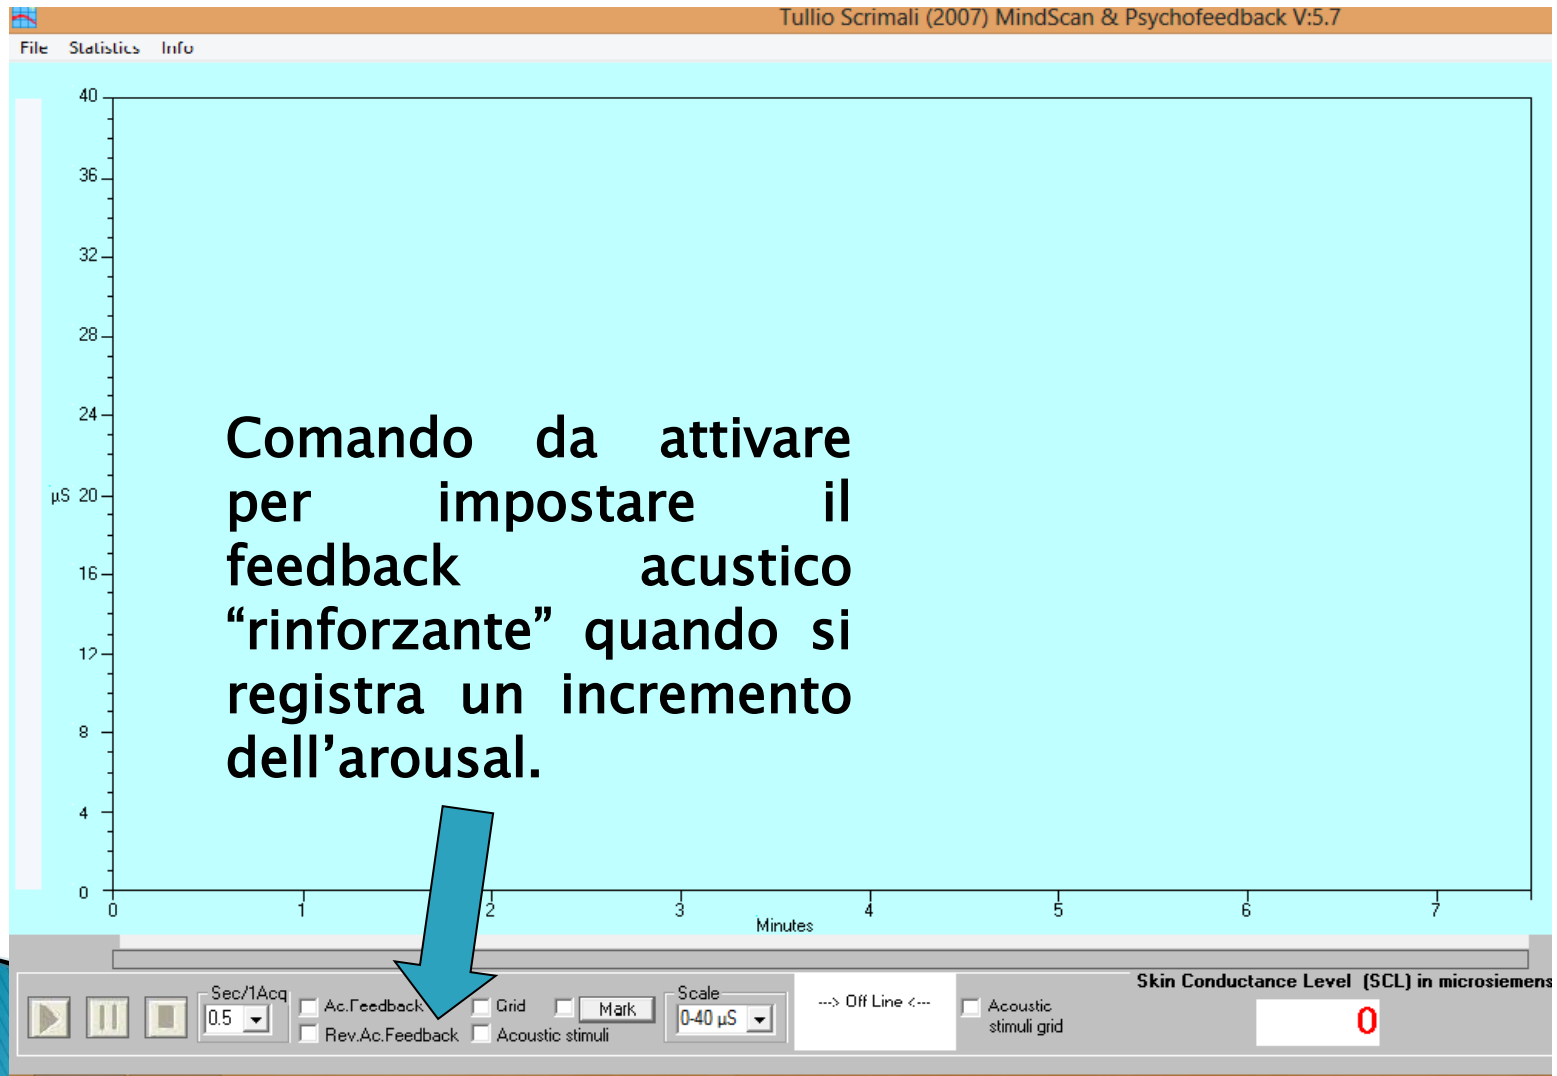 Tullio Scrimali (2007) MindScan & Psychofeedback V:5.7
File Statistics Info
40
36
32
28
24
µS 20
16
12
8
4
0
0 1 2 3 4 5 6 7
Minutes
Comando da attivare
per impostare il
feedback acustico
“rinforzante” quando si
registra un incremento
dell’arousal.
Sec/1Acq
0.5
Ac.Feedback
Rev.Ac.Feedback
Grid
Mark
Acoustic stimuli
Scale
0-40 µS
---> Off Line <---
Acoustic
stimuli grid
Skin Conductance Level (SCL) in microsiemens
0